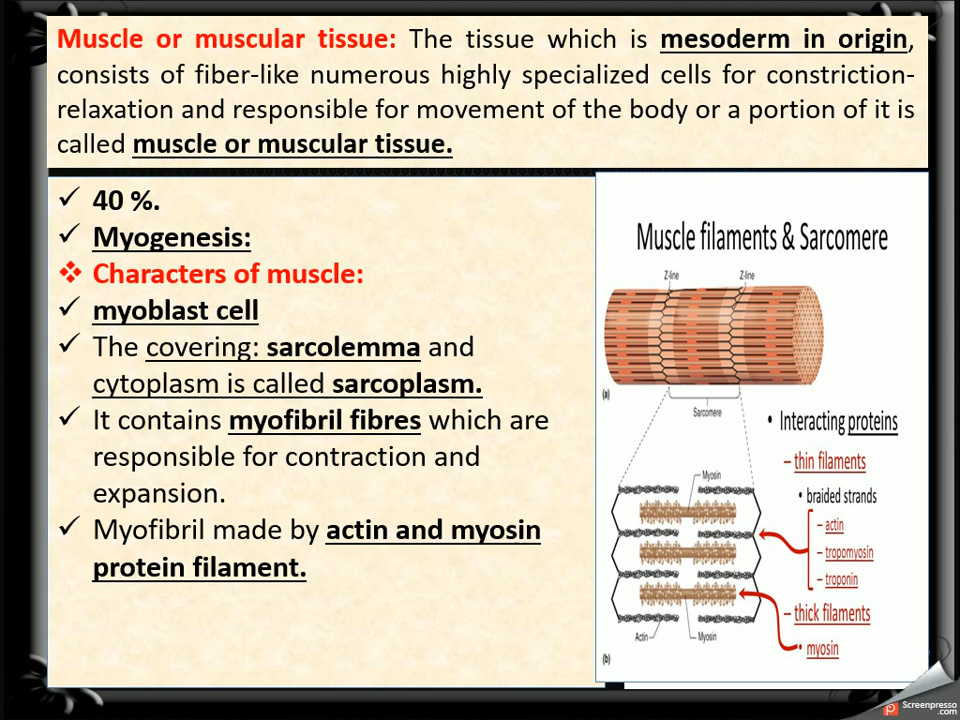 Muscle or muscular tissue: The tissue which is mesoderm in origin,
consists of fiber-like numerous highly specialized cells for constriction-
relaxation and responsible for movement of the body or a portion of it is
called muscle or muscular tissue.
✓ 40 %.
✓ Myogenesis:
❖ Characters of muscle:
✓ myoblast cell
✓ The covering: sarcolemma and
cytoplasm is called sarcoplasm.
✓ It contains myofibril fibres which are
responsible for contraction and
expansion.
✓ Myofibril made by actin and myosin
protein filament.
Muscle filaments & Sarcomere
Z-line Z-line
(a)
Sarcomere
• Interacting proteins
– thin filaments
• braided strands
– actin
– tropomyosin
– troponin
– thick filaments
• myosin
Myosin
Actin Myosin
(b)
Screenpresso
.com